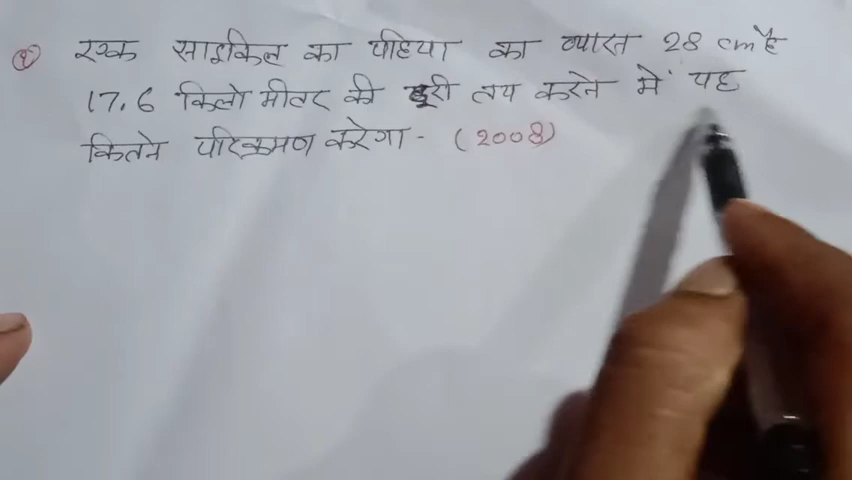 Q एक साइकिल का पहिया का व्यास 28 cm है
17.6 किलो मीटर की दूरी तय करने में यह
कितने परिक्रमण करेगा - (2008)